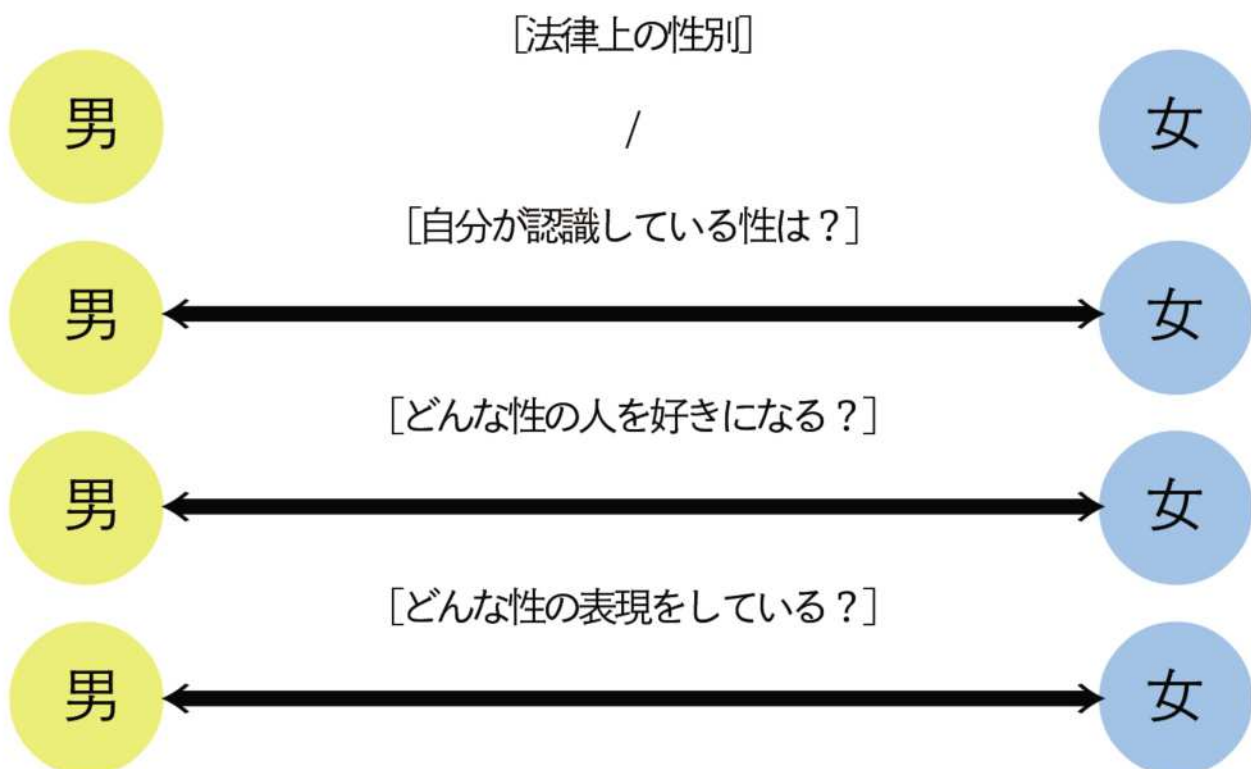 ［法律上の性別］
男 / 女
［自分が認識している性は？］
男 女
［どんな性の人を好きになる？］
男 女
［どんな性の表現をしている？］
男 女